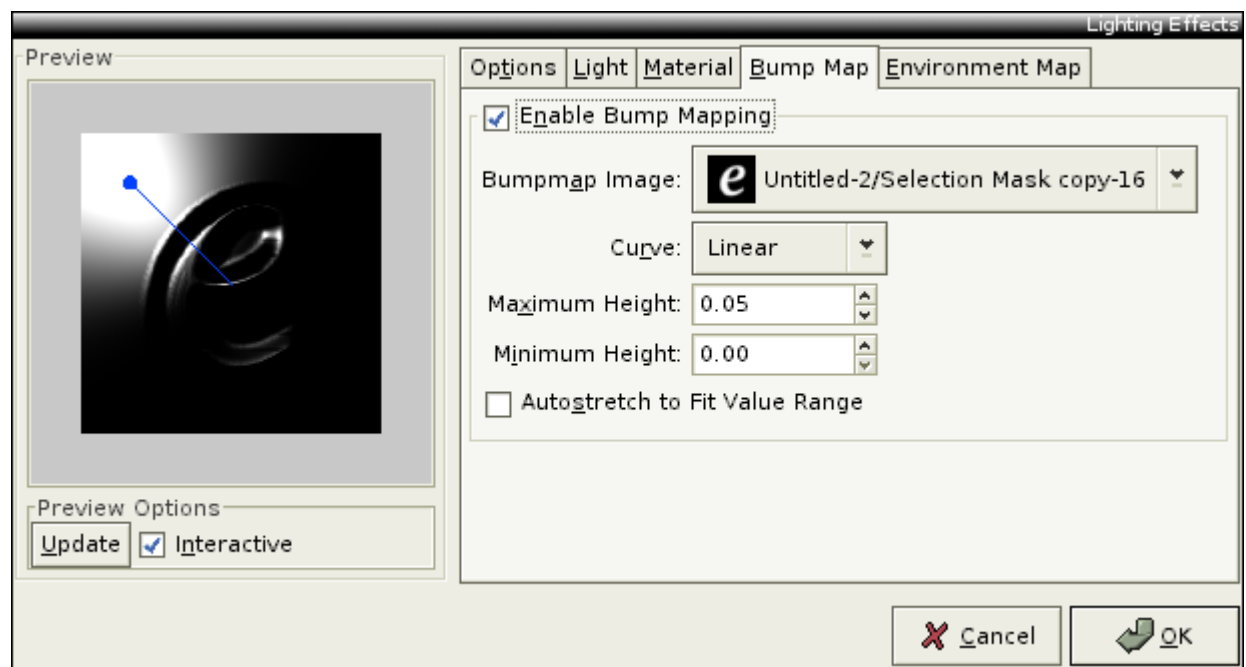 Lighting Effects
Preview
Options Light Material Bump Map Environment Map
Enable Bump Mapping
Bumpmap Image: e Untitled-2/Selection Mask copy-16
Curve: Linear
Maximum Height: 0.05
Minimum Height: 0.00
Autostretch to Fit Value Range
e
Preview Options
Update Interactive
Cancel OK